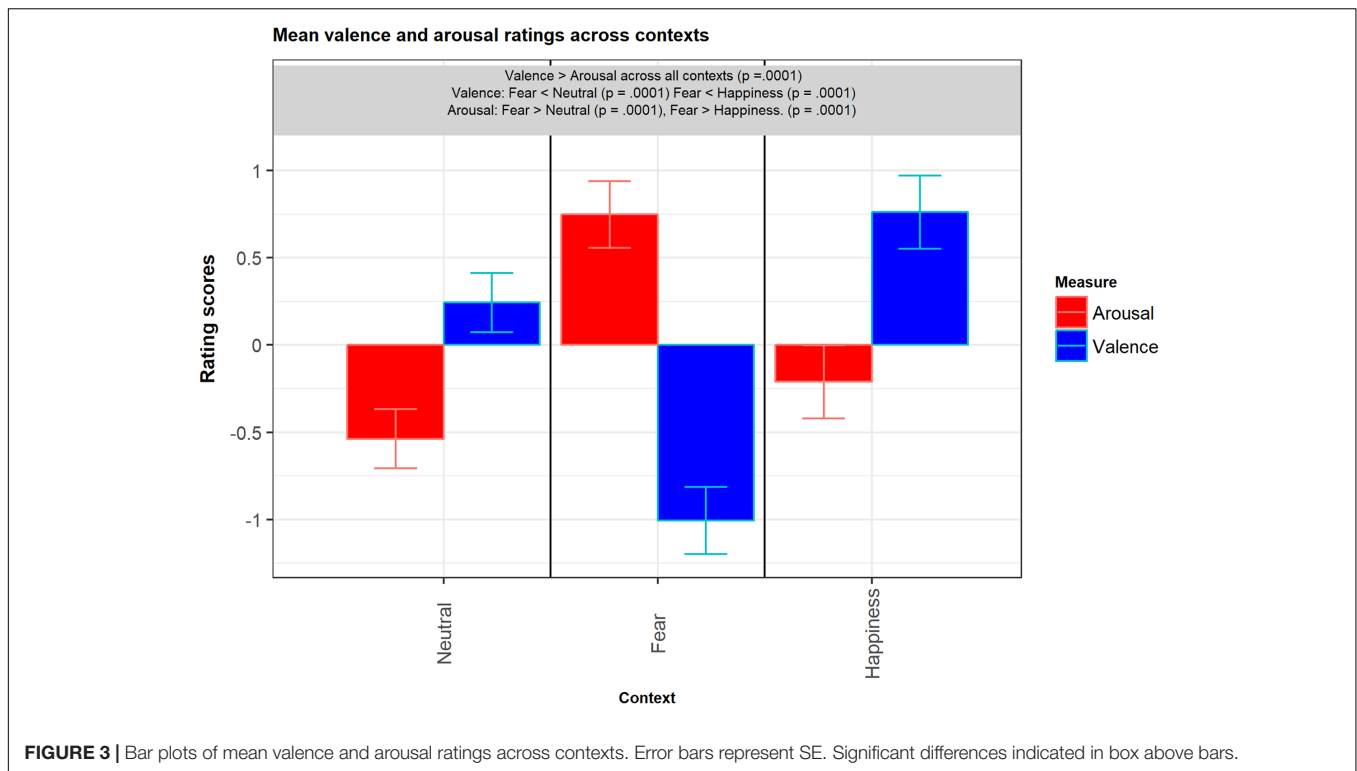 Mean valence and arousal ratings across contexts
Valence > Arousal across all contexts (p =.0001)
Valence: Fear < Neutral (p = .0001) Fear < Happiness (p = .0001)
Arousal: Fear > Neutral (p = .0001), Fear > Happiness. (p = .0001)
Rating scores
1
0.5
0
-0.5
-1
Neutral
Fear
Happiness
Context
Measure
Arousal
Valence
FIGURE 3 | Bar plots of mean valence and arousal ratings across contexts. Error bars represent SE. Significant differences indicated in box above bars.